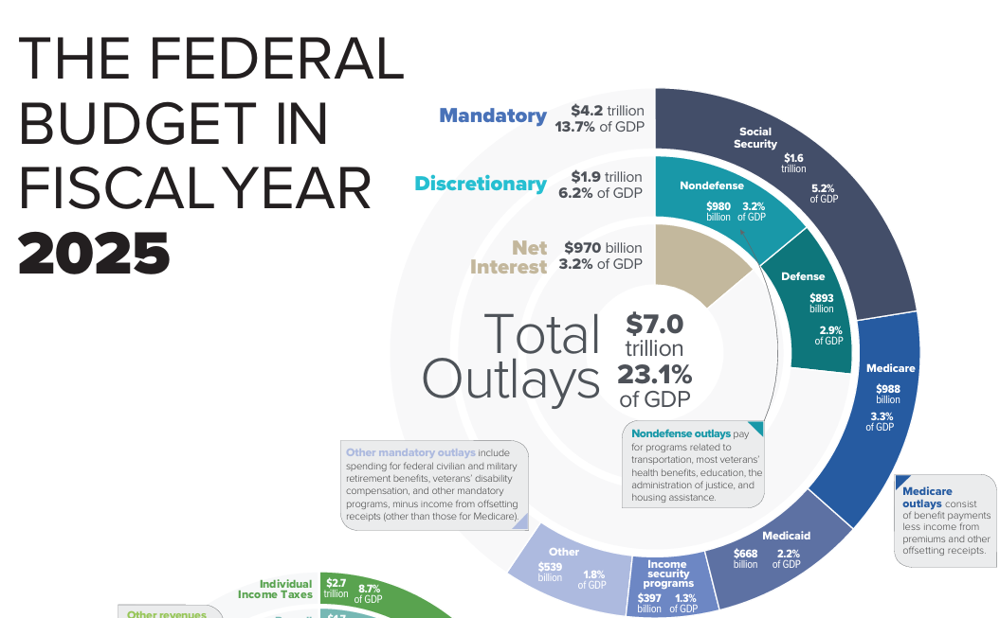 THE FEDERAL
BUDGET IN
FISCAL YEAR
2025
Mandatory
$4.2 trillion
13.7% of GDP
Social
Security
$1.6
trillion
5.2%
of GDP
Discretionary
$1.9 trillion
6.2% of GDP
Nondefense
$980
billion
3.2%
of GDP
Defense
$893
billion
2.9%
of GDP
Net
Interest
$970 billion
3.2% of GDP
Total
Outlays
$7.0
trillion
23.1%
of GDP
Medicare
$988
billion
3.3%
of GDP
Nondefense outlays pay
for programs related to
transportation, most veterans'
health benefits, education, the
administration of justice, and
housing assistance.
Other mandatory outlays include
spending for federal civilian and military
retirement benefits, veterans' disability
compensation, and other mandatory
programs, minus income from offsetting
receipts (other than those for Medicare).
Medicare
outlays consist
of benefit payments
less income from
premiums and other
offsetting receipts.
Medicaid
$668
billion
2.2%
of GDP
Income
security
programs
$397
billion
1.3%
of GDP
Other
$539
billion
1.8%
of GDP
Individual
Income Taxes
$2.7
trillion
8.7%
of GDP
Other revenues